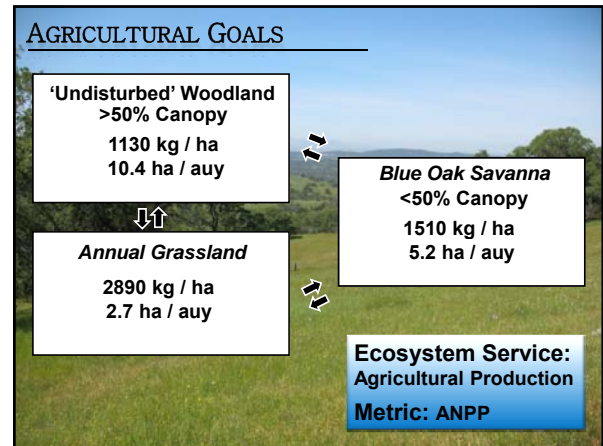 AGRICULTURAL GOALS
‘Undisturbed’ Woodland
>50% Canopy
1130 kg / ha
10.4 ha / auy
Blue Oak Savanna
<50% Canopy
1510 kg / ha
5.2 ha / auy
Annual Grassland
2890 kg / ha
2.7 ha / auy
Ecosystem Service:
Agricultural Production
Metric: ANPP